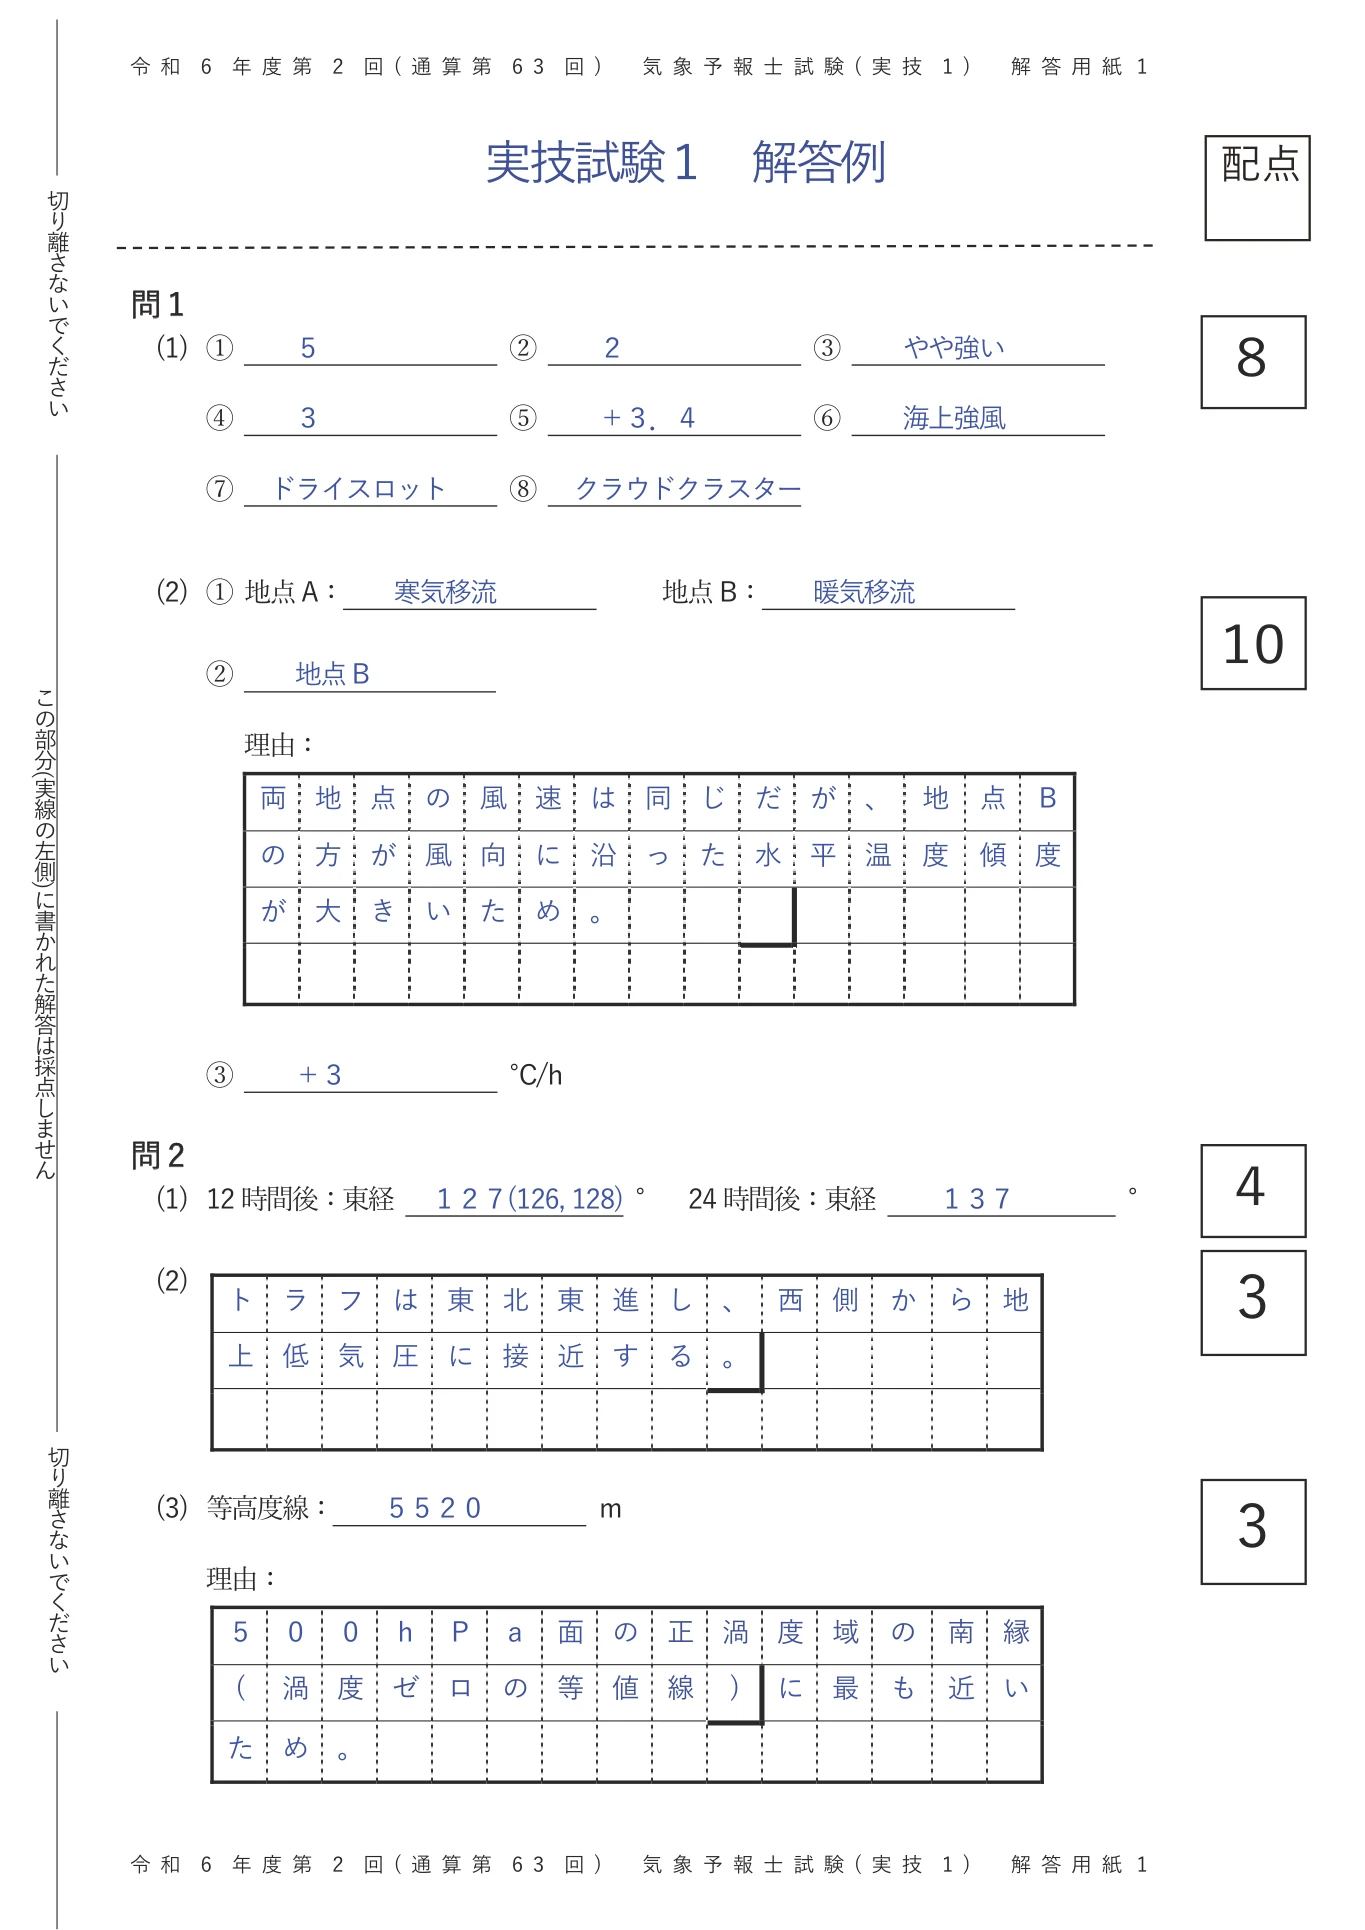 令和 6 年度第 2 回(通算第 63 回) 気象予報士試験(実技 1) 解答用紙 1
実技試験1 解答例
配点
切り離さないでください
問1
(1) ① 5 ② 2 ③ やや強い
8
④ 3 ⑤ +3.4 ⑥ 海上強風
⑦ ドライスロット ⑧ クラウドクラスター
(2) ① 地点 A： 寒気移流 地点 B： 暖気移流
10
② 地点 B
理由：
両地点の風速は同じだが、地点B
の方が風向に沿った水平温度傾度
が大きいため。
この部分(実線の左側)に書かれた解答は採点しません
③ +3 ℃/h
問2
(1) 12 時間後：東経 127(126, 128) ° 24 時間後：東経 137 °
4
(2)
トラフは東北東進し、西側から地
上低気圧に接近する。
3
(3) 等高度線： 5520 m
3
理由：
500hPa面の正渦度域の南縁
(渦度ゼロの等値線)に最も近い
ため。
切り離さないでください
令和 6 年度第 2 回(通算第 63 回) 気象予報士試験(実技 1) 解答用紙 1